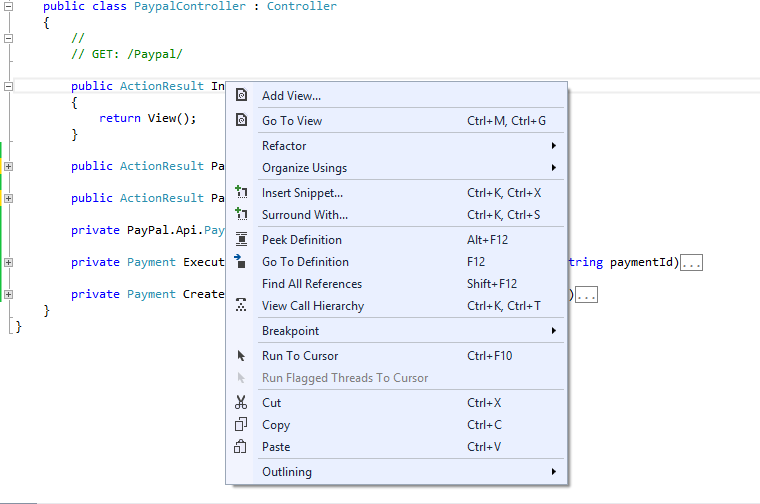 public class PaypalController : Controller
{
//
// GET: /Paypal/
public ActionResult In
{
return View();
}
public ActionResult Pa
public ActionResult Pa
private PayPal.Api.Pay
private Payment Execut
tring paymentId)...
private Payment Create
)...
}
}
Add View...
Go To View Ctrl+M, Ctrl+G
Refactor
Organize Usings
Insert Snippet... Ctrl+K, Ctrl+X
Surround With... Ctrl+K, Ctrl+S
Peek Definition Alt+F12
Go To Definition F12
Find All References Shift+F12
View Call Hierarchy Ctrl+K, Ctrl+T
Breakpoint
Run To Cursor Ctrl+F10
Run Flagged Threads To Cursor
Cut Ctrl+X
Copy Ctrl+C
Paste Ctrl+V
Outlining